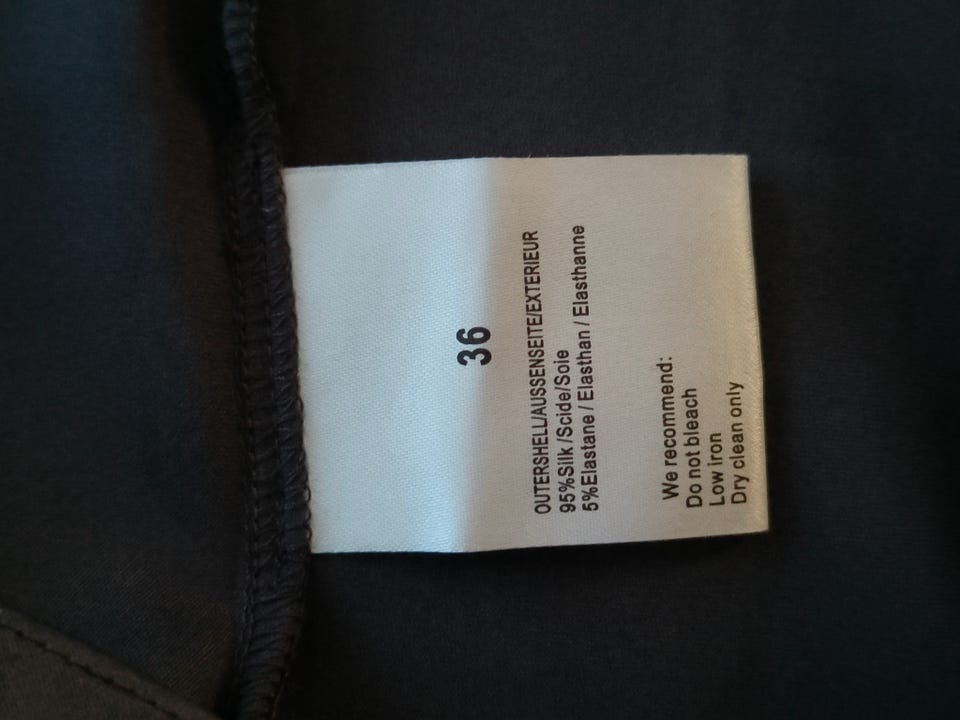 36
OUTERSHELL/AUSSENSEITE/EXTERIEUR
95%Silk /Scide/Soie
5%Elastane / Elasthan / Elasthanne
We recommend:
Do not bleach
Low iron
Dry clean only